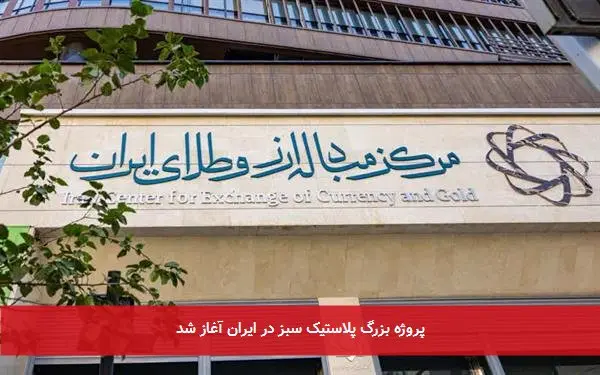 مرکز مبادله ارز و طلای ایران
Iran Center for Exchange of Currency and Gold
پروژه بزرگ پلاستیک سبز در ایران آغاز شد